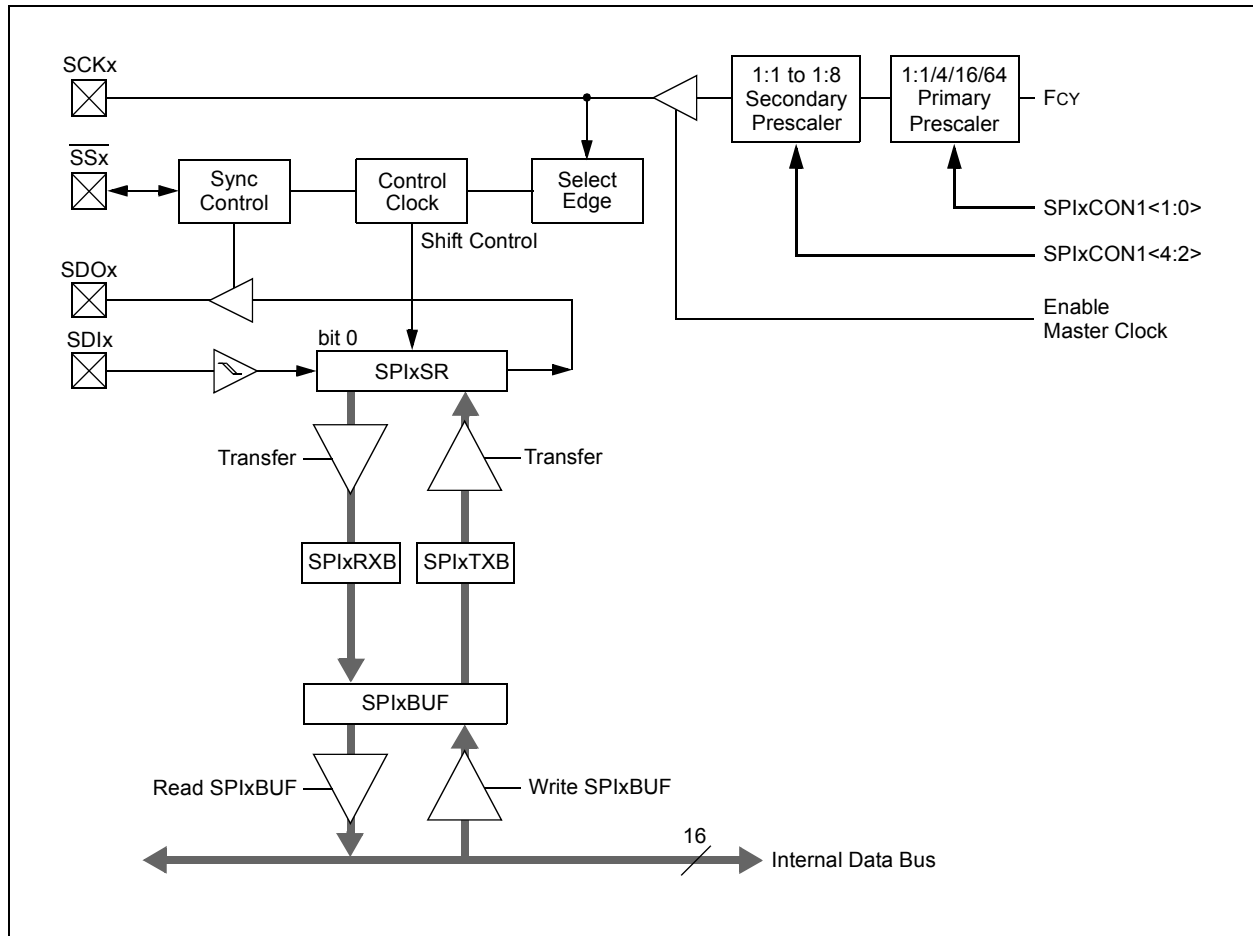 SCKx
1:1 to 1:8
Secondary
Prescaler
1:1/4/16/64
Primary
Prescaler
FCY
SSx
Sync
Control
Control
Clock
Select
Edge
SPIxCON1<1:0>
Shift Control
SPIxCON1<4:2>
SDOx
Enable
Master Clock
SDIx
bit 0
SPIxSR
Transfer
Transfer
SPIxRXB
SPIxTXB
SPIxBUF
Read SPIxBUF
Write SPIxBUF
16
Internal Data Bus